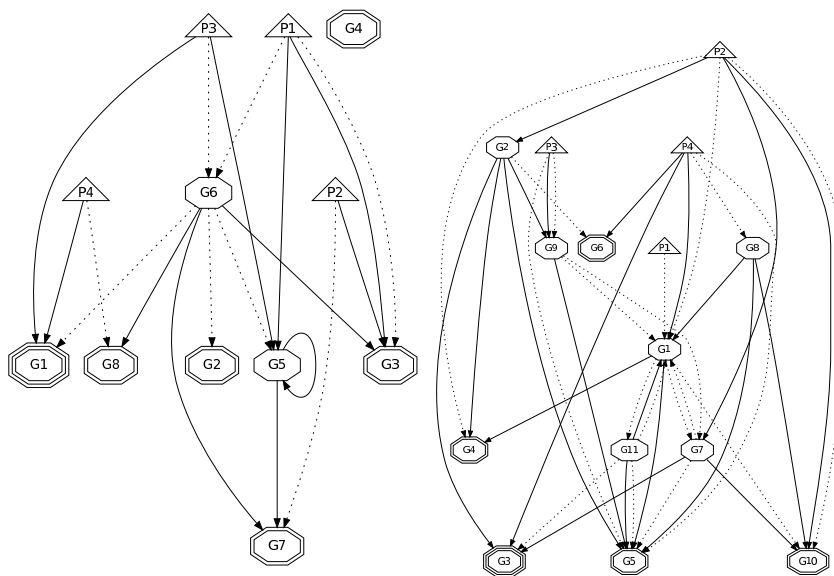 P3 P1 G4
P4 G6 P2
G1 G8 G2 G5 G3
G7
P2
G2 P3 P4
G9 G6 P1 G8
G1
G4 G11 G7
G3 G5 G10